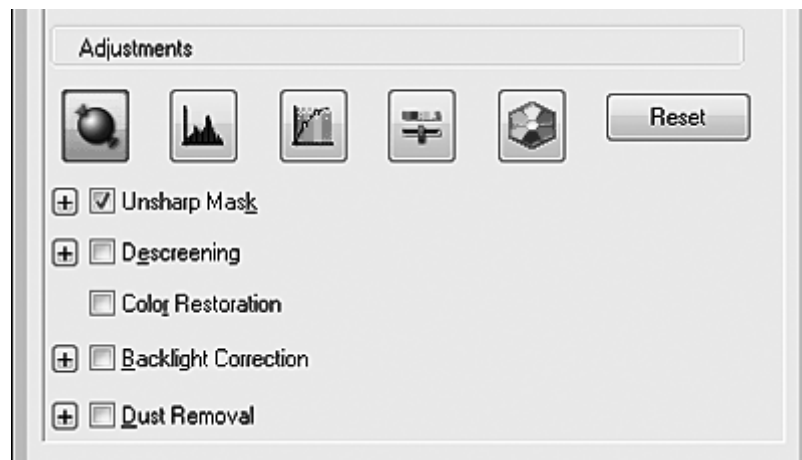 Adjustments
Reset
Unsharp Mask
Descreening
Color Restoration
Backlight Correction
Dust Removal